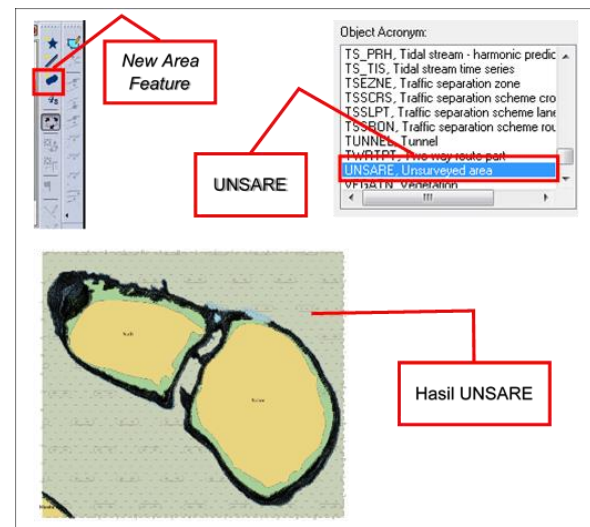 New Area
Feature
Object Acronym:
TS_PRH, Tidal stream - harmonic predic
TS_TIS, Tidal stream time series
TSEZNE, Traffic separation zone
TSSCRS, Traffic separation scheme cro
TSSLPT, Traffic separation scheme lane
TSSRON, Traffic separation scheme rou
TUNNEL, Tunnel
TWRTPT, Two way route part
UNSARE, Unsurveyed area
VEGATN, Vegetation
UNSARE
Hasil UNSARE